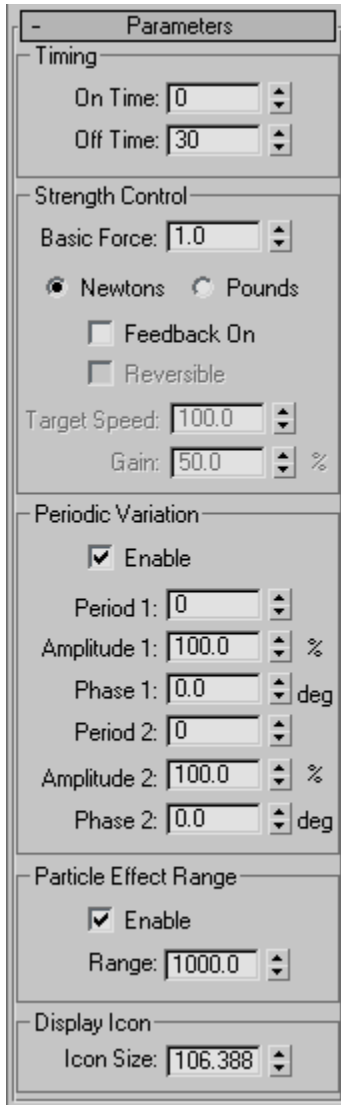 - Parameters
Timing
On Time: 0
Off Time: 30
Strength Control
Basic Force: 1.0
Newtons Pounds
Feedback On
Reversible
Target Speed: 100.0
Gain: 50.0 %
Periodic Variation
Enable
Period 1: 0
Amplitude 1: 100.0 %
Phase 1: 0.0 deg
Period 2: 0
Amplitude 2: 100.0 %
Phase 2: 0.0 deg
Particle Effect Range
Enable
Range: 1000.0
Display Icon
Icon Size: 106.388